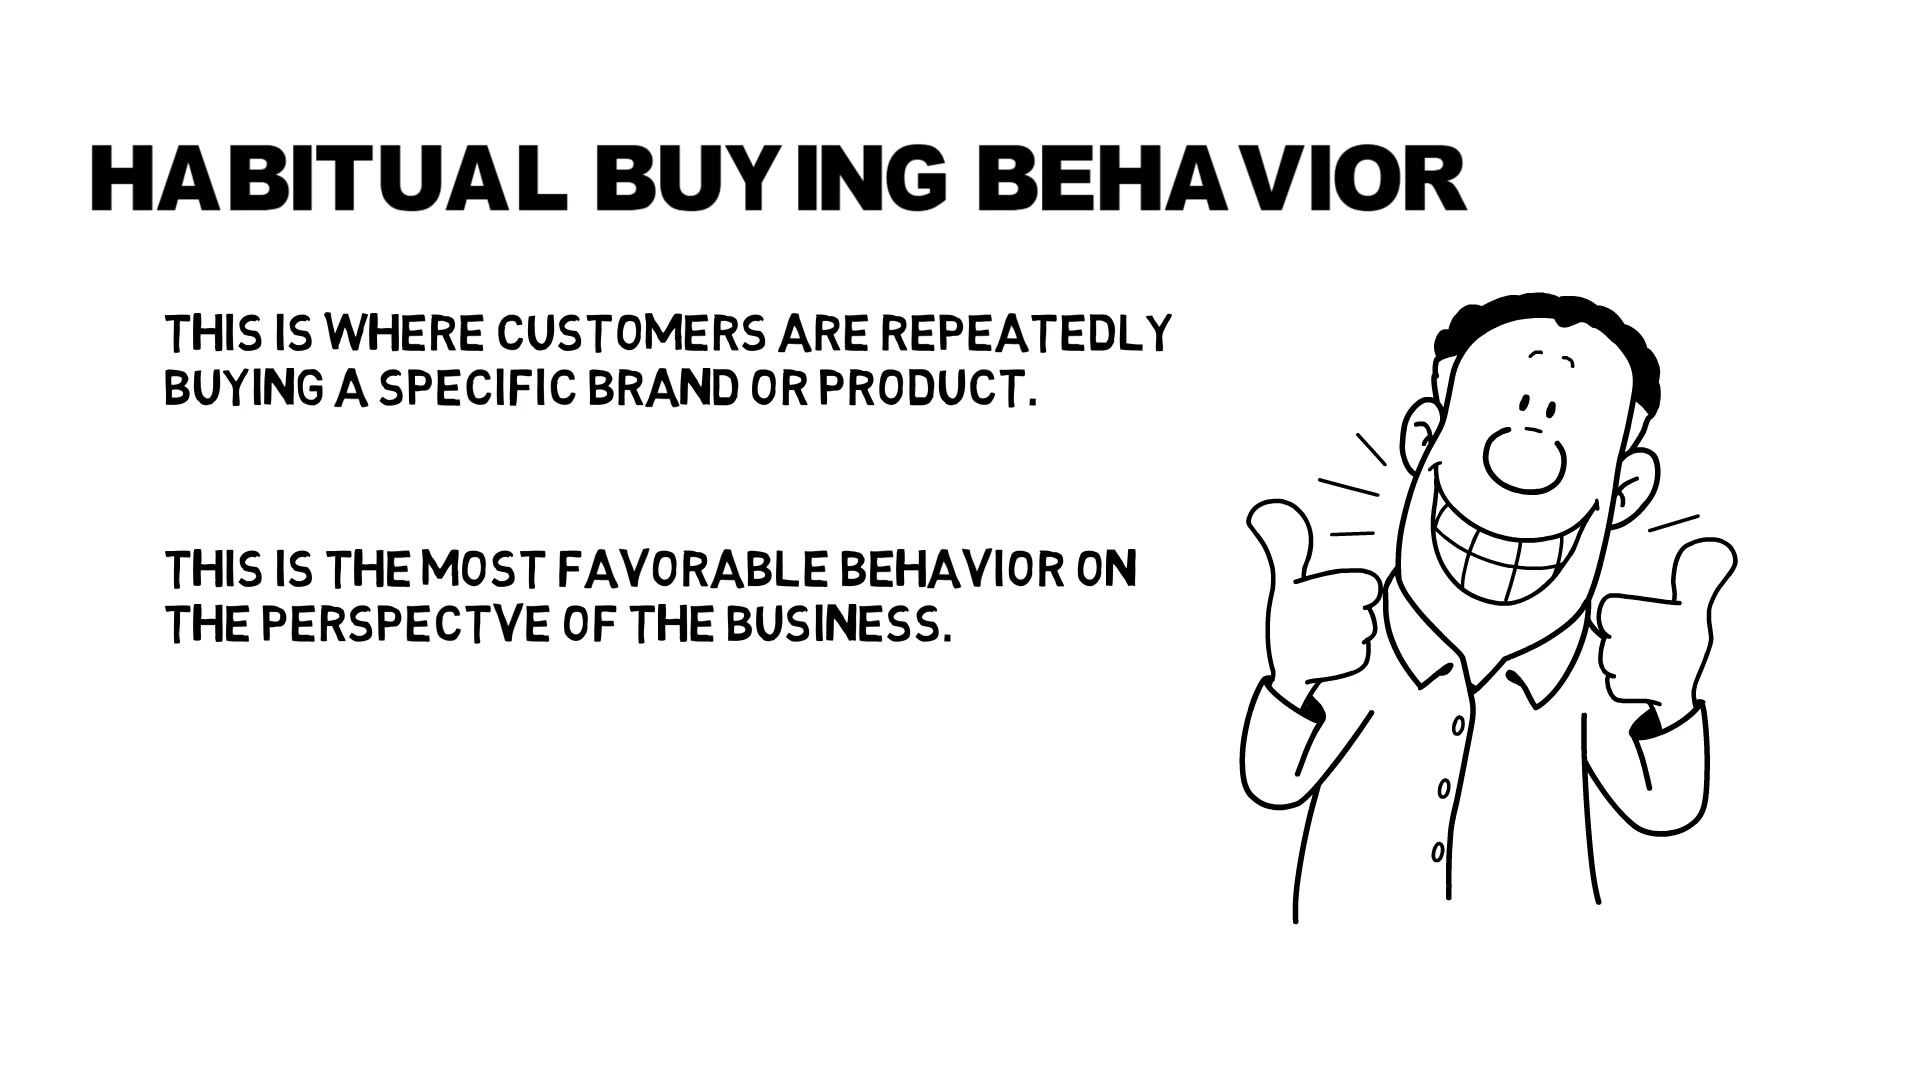 HABITUAL BUYING BEHAVIOR
THIS IS WHERE CUSTOMERS ARE REPEATEDLY
BUYING A SPECIFIC BRAND OR PRODUCT.
THIS IS THE MOST FAVORABLE BEHAVIOR ON
THE PERSPECTVE OF THE BUSINESS.